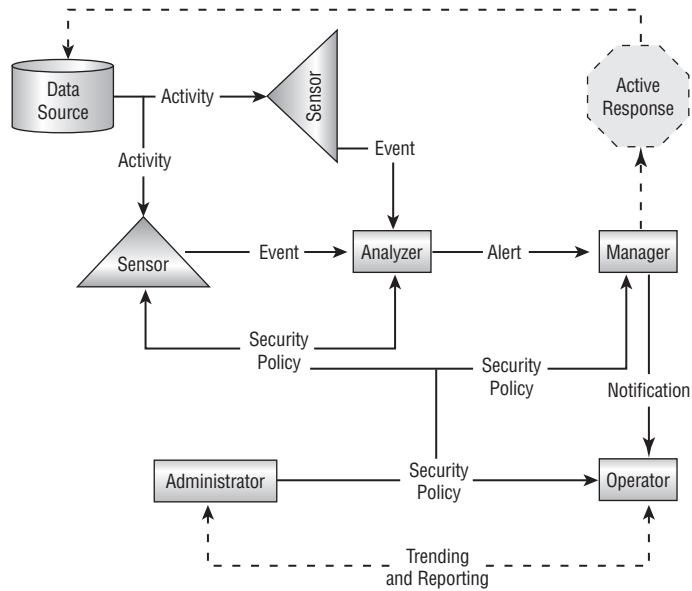 Data
Source
Activity
Sensor
Active
Response
Event
Activity
Sensor
Event
Analyzer
Alert
Manager
Security
Policy
Security
Policy
Notification
Administrator
Security
Policy
Operator
Trending
and Reporting